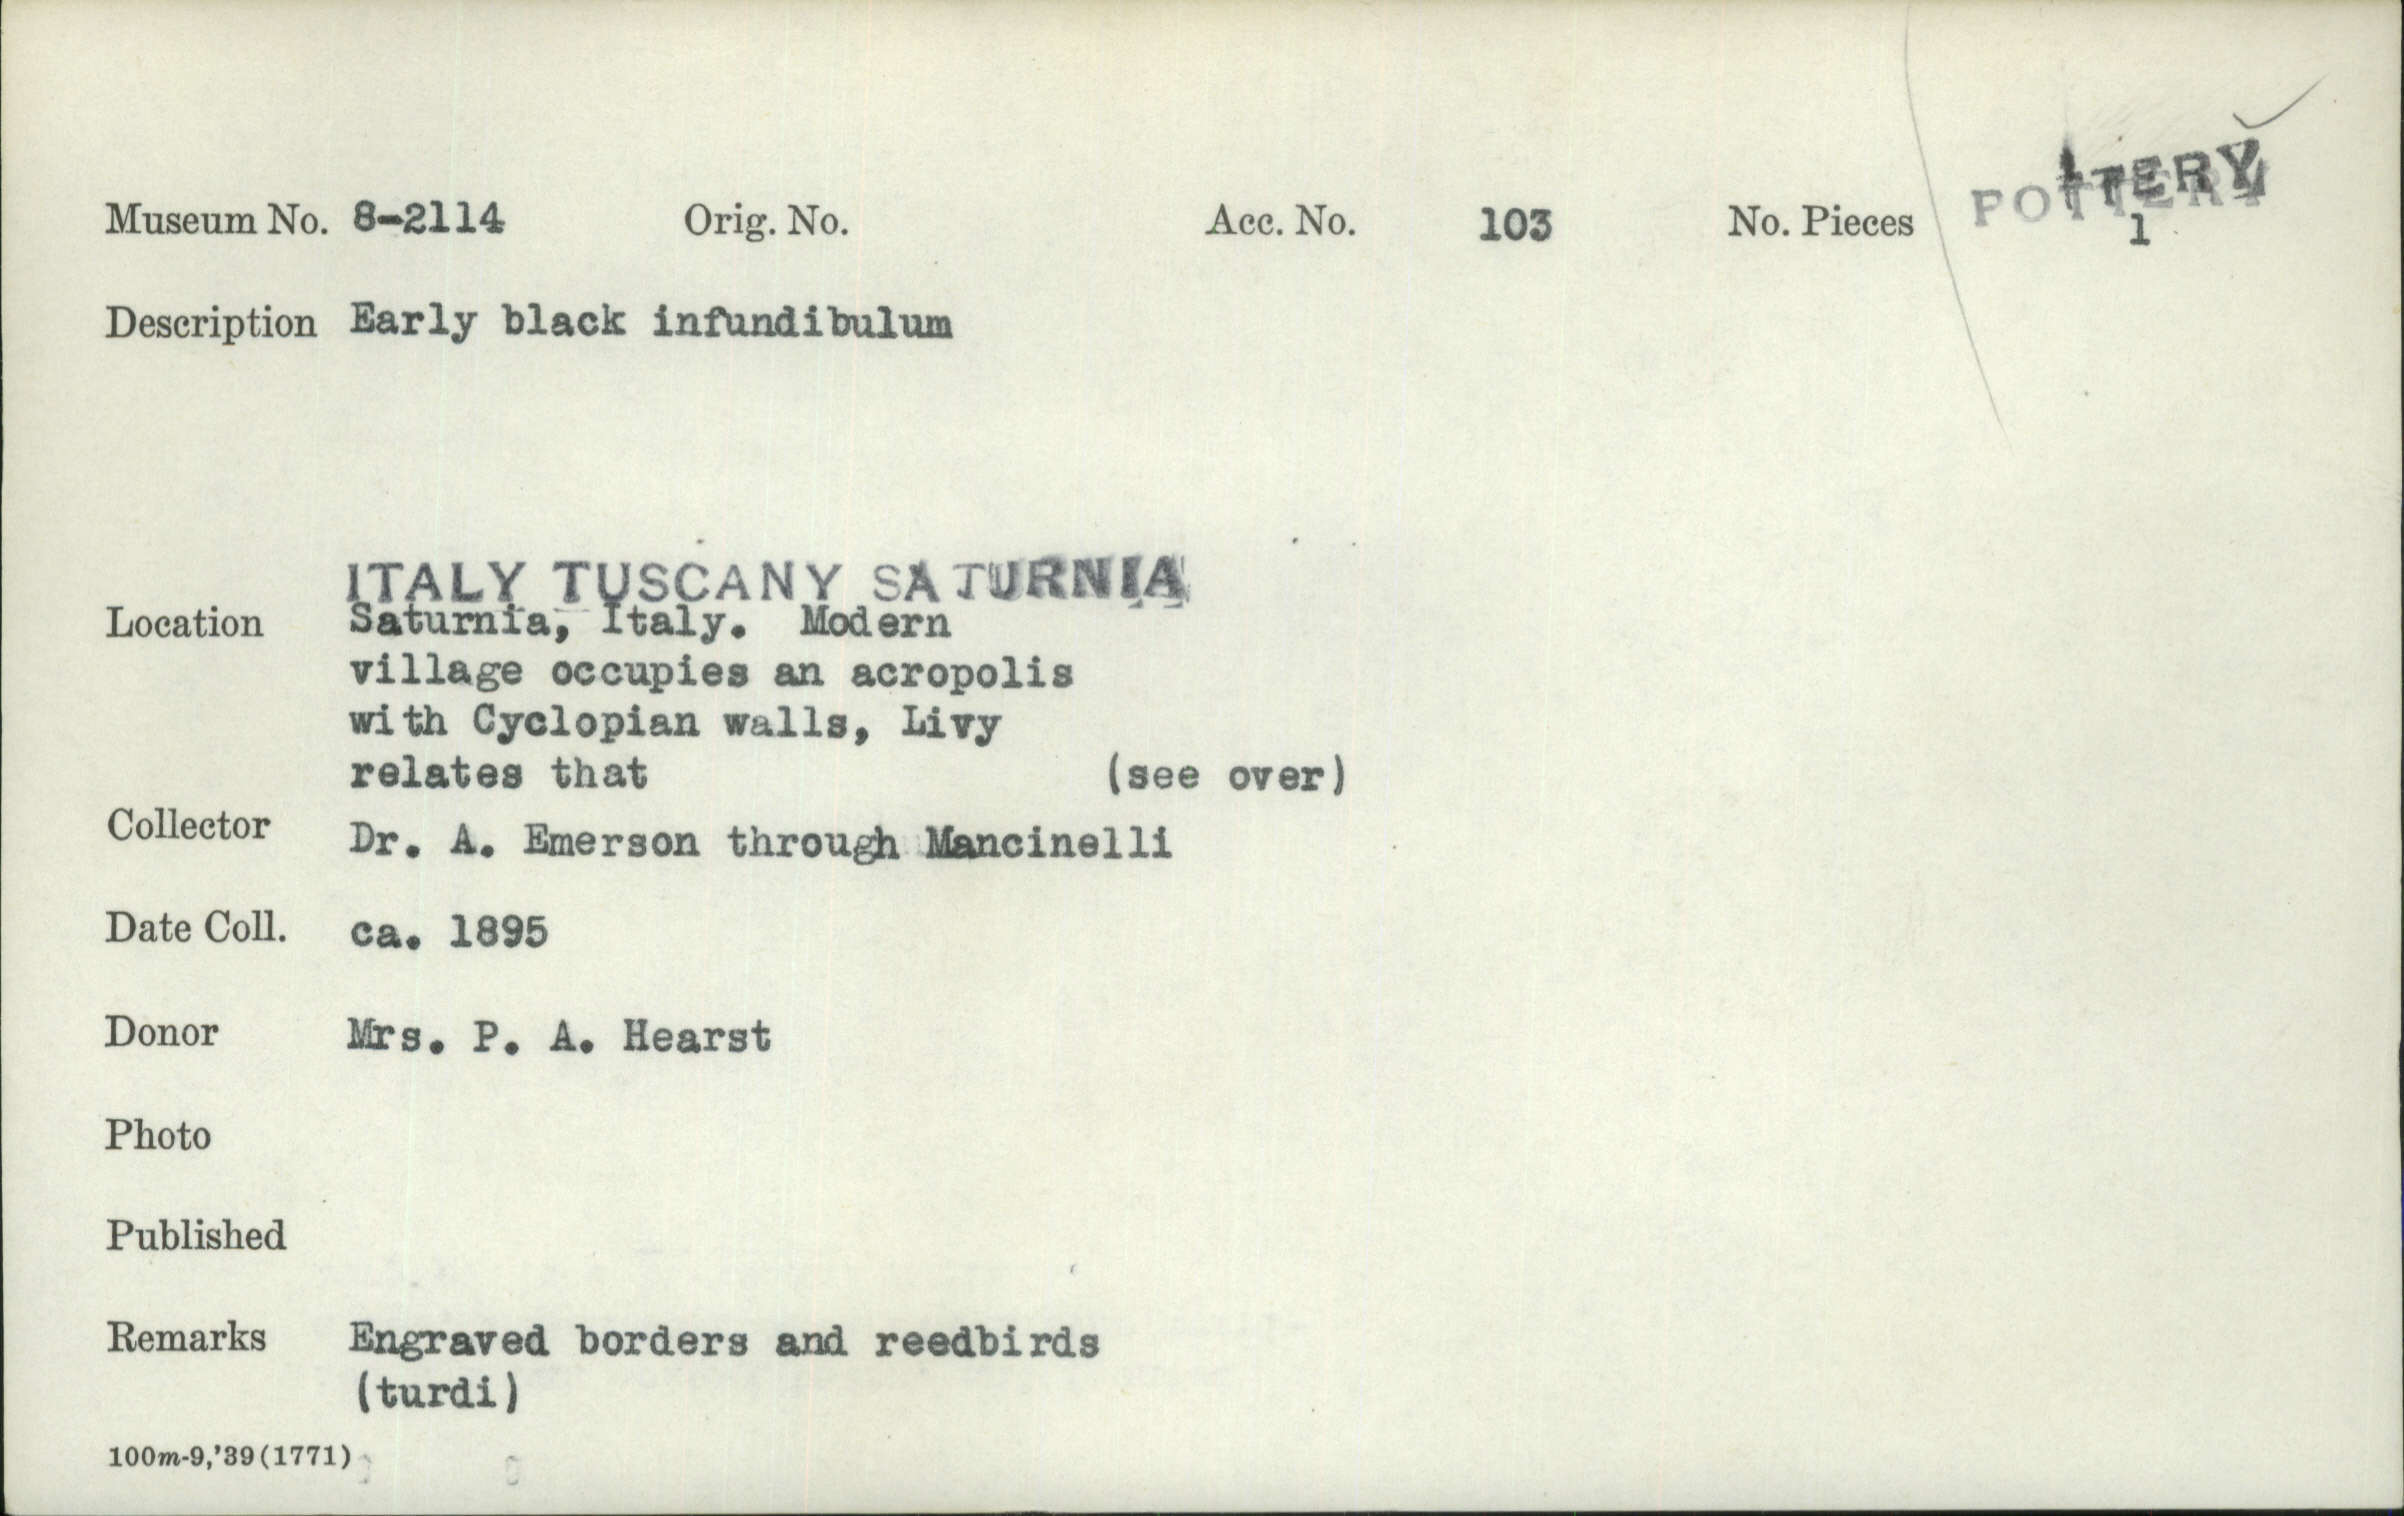 POTTERY
Museum No. 8-2114 Orig. No. Acc. No. 103 No. Pieces 1
Description Early black infundibulum
ITALY TUSCANY SATURNIA
Location Saturnia, Italy. Modern
village occupies an acropolis
with Cyclopian walls, Livy
relates that (see over)
Collector Dr. A. Emerson through Mancinelli
Date Coll. ca. 1895
Donor Mrs. P. A. Hearst
Photo
Published
Remarks Engraved borders and reedbirds
(turdi)
100m-9,'39(1771)